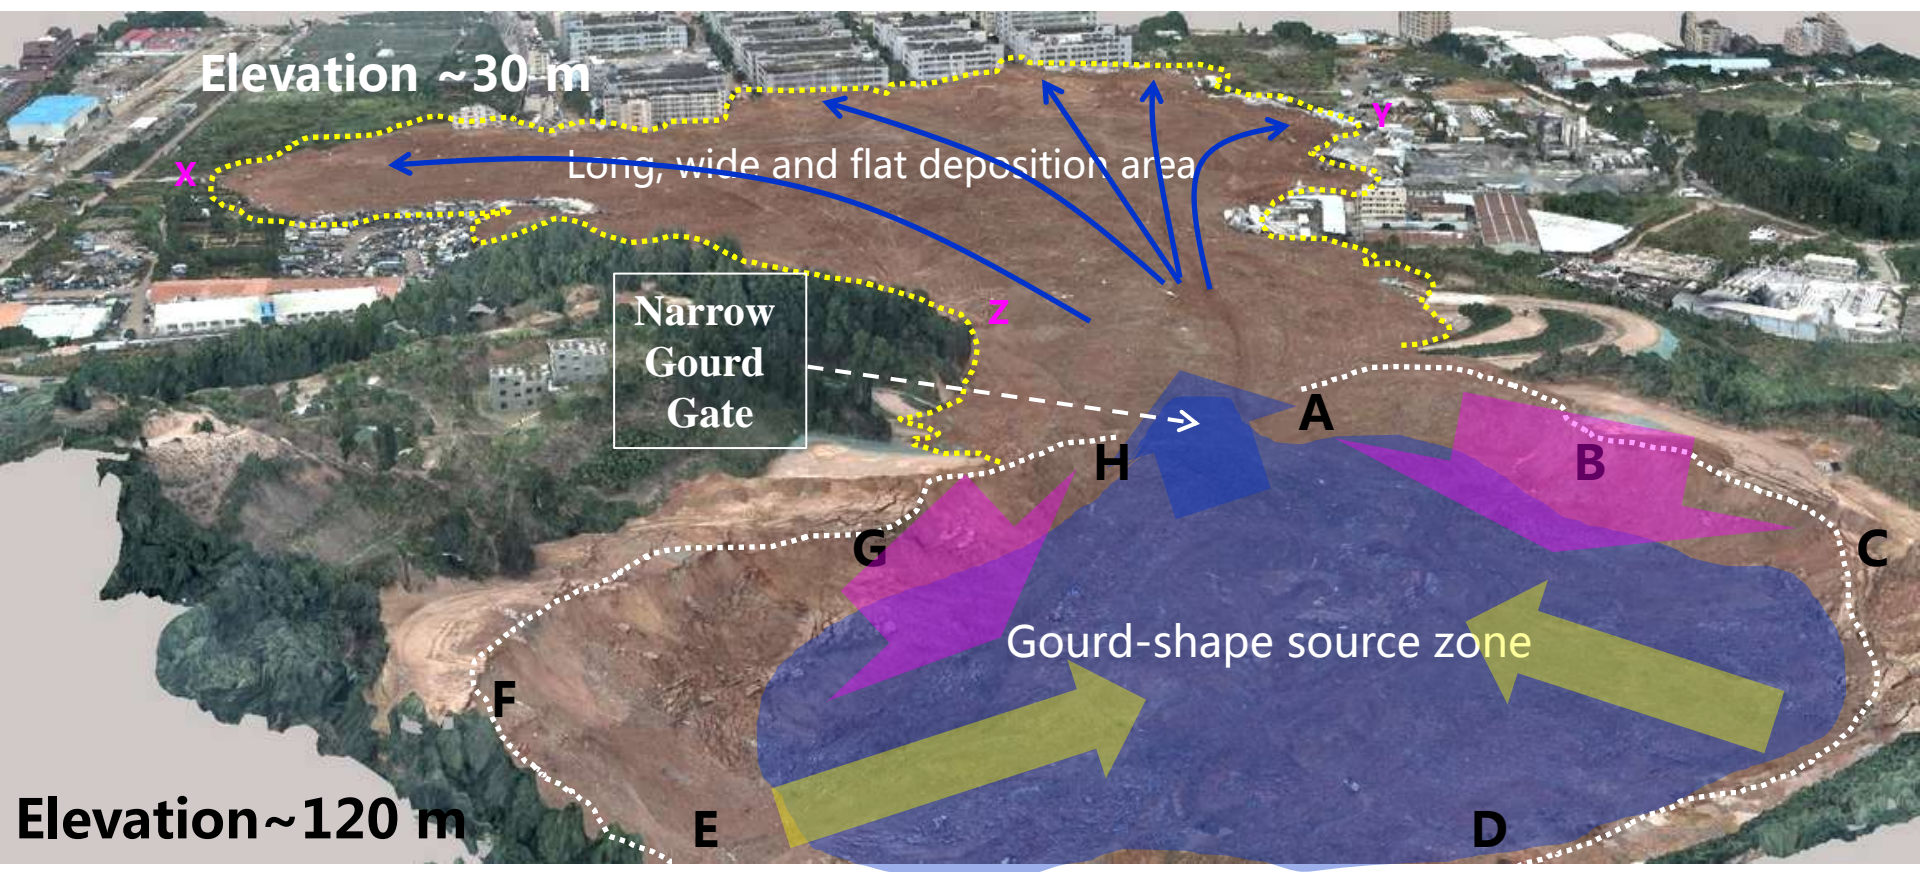 Elevation ~30 m
Y
Long, wide and flat deposition area
X
Narrow
Gourd
Gate
Z
A
H
B
G
C
Gourd-shape source zone
F
Elevation~120 m
E
D